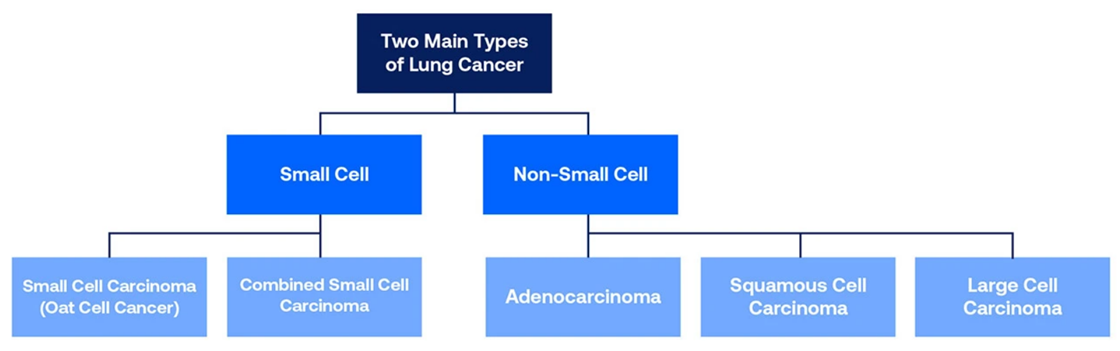 Two Main Types
of Lung Cancer
Small Cell
Non-Small Cell
Small Cell Carcinoma
(Oat Cell Cancer)
Combined Small Cell
Carcinoma
Adenocarcinoma
Squamous Cell
Carcinoma
Large Cell
Carcinoma